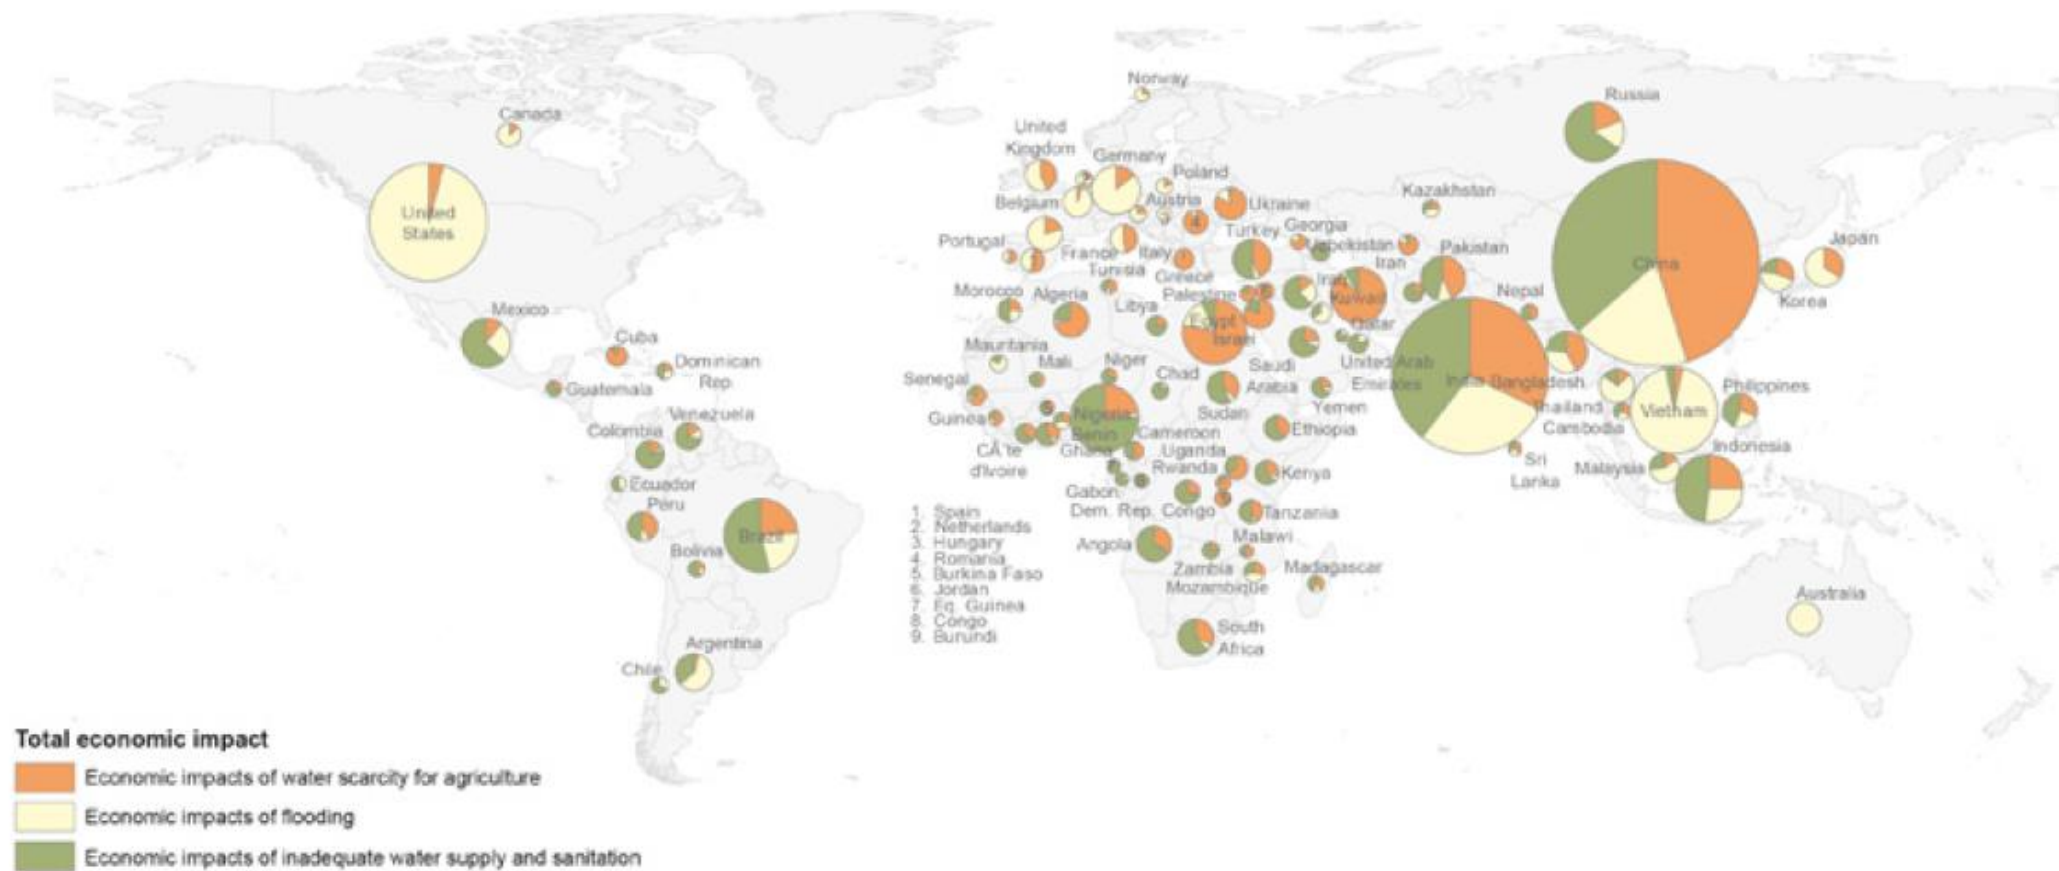 Norway
Russia
Canada
United
Kingdom
Germany
Poland
Kazakhstan
Belgium
Austria
Ukraine
United
States
3
4
Georgia
Turkey
Uzbekistan
Pakistan
Japan
Portugal
France
Italy
Iran
China
1
Tunisia
Greece
Morocco
Algeria
Palestine
Iraq
Kuwait
Nepal
Korea
Mexico
Libya
Egypt
Qatar
Cuba
Israel
Mauritania
Mali
Niger
Saudi
Arabia
United Arab
Emirates
India
Bangladesh
Philippines
Dominican
Rep.
Senegal
Chad
Guatemala
Sudan
Yemen
Thailand
Vietnam
Venezuela
Guinea
Nigeria
Benin
Cameroon
Ethiopia
Cambodia
Colombia
CÃ´te
d'Ivoire
Ghana
Uganda
Rwanda
Kenya
Sri
Lanka
Malaysia
Indonesia
Ecuador
Peru
Gabon
Dem. Rep. Congo
Tanzania
1. Spain
2. Netherlands
3. Hungary
4. Romania
5. Burkina Faso
6. Jordan
7. Eq. Guinea
8. Congo
9. Burundi
Brazil
Bolivia
Angola
Malawi
Zambia
Mozambique
Madagascar
Australia
South
Africa
Argentina
Chile
Total economic impact
Economic impacts of water scarcity for agriculture
Economic impacts of flooding
Economic impacts of inadequate water supply and sanitation